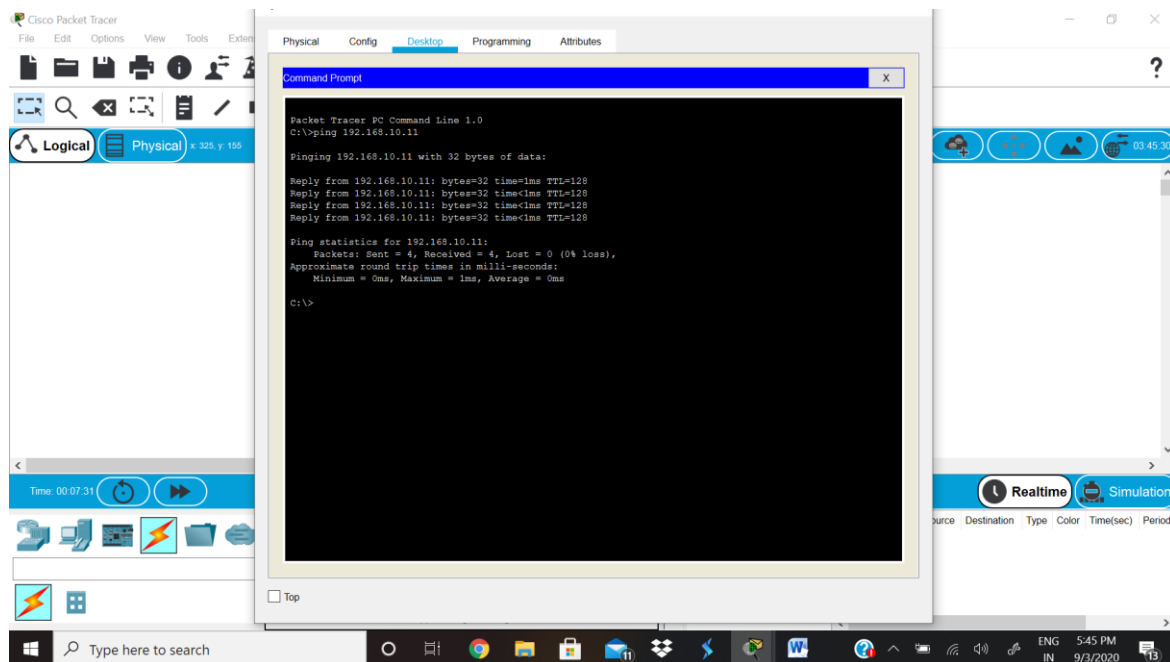 Cisco Packet Tracer
File Edit Options View Tools Exten
Physical Config Desktop Programming Attributes
?
Command Prompt
X
Packet Tracer PC Command Line 1.0
C:\>ping 192.168.10.11
Pinging 192.168.10.11 with 32 bytes of data:
Reply from 192.168.10.11: bytes=32 time=1ms TTL=128
Reply from 192.168.10.11: bytes=32 time<1ms TTL=128
Reply from 192.168.10.11: bytes=32 time<1ms TTL=128
Reply from 192.168.10.11: bytes=32 time<1ms TTL=128
Ping statistics for 192.168.10.11:
Packets: Sent = 4, Received = 4, Lost = 0 (0% loss),
Approximate round trip times in milli-seconds:
Minimum = 0ms, Maximum = 1ms, Average = 0ms
C:\>
Logical Physical x: 325, y: 155
03:45:30
Time: 00:07:31
Realtime Simulation
ource Destination Type Color Time(sec) Period
Top
Type here to search
11
W
ENG
IN
5:45 PM
9/3/2020
13